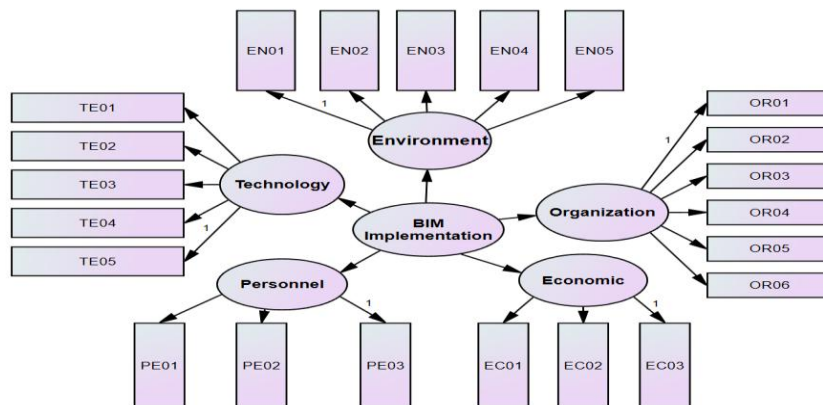 EN01
EN02
EN03
EN04
EN05
1
Environment
TE01
TE02
TE03
TE04
TE05
1
Technology
BIM
Implementation
Organization
1
OR01
OR02
OR03
OR04
OR05
OR06
Personnel
1
PE01
PE02
PE03
Economic
1
EC01
EC02
EC03